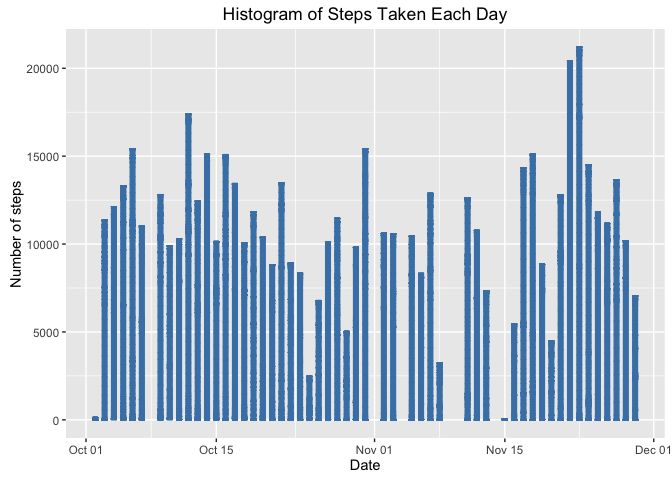 Histogram of Steps Taken Each Day
20000
15000
10000
5000
0
Number of steps
Oct 01
Oct 15
Nov 01
Nov 15
Dec 01
Date